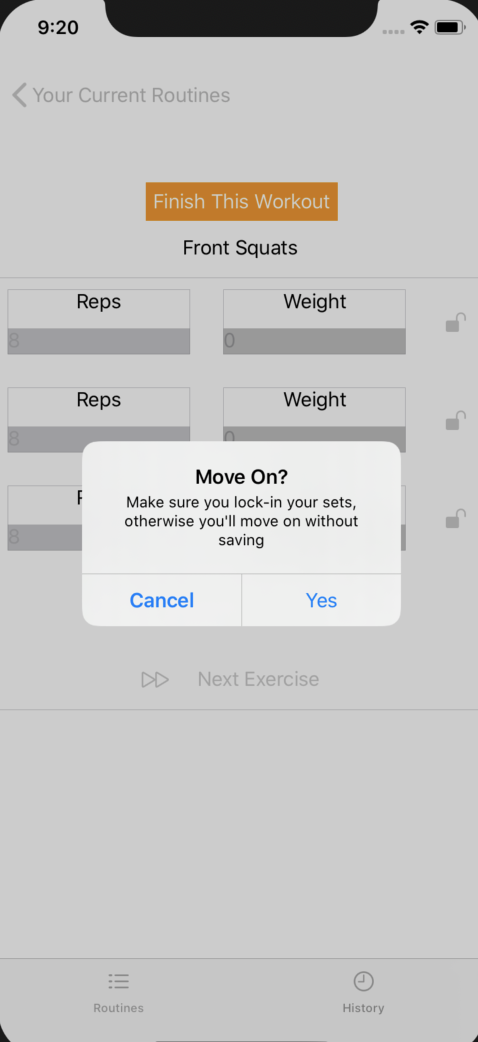 9:20
Your Current Routines
Finish This Workout
Front Squats
Reps Weight
8 0
Reps Weight
8 0
8
Move On?
Make sure you lock-in your sets,
otherwise you'll move on without
saving
Cancel Yes
Next Exercise
Routines History